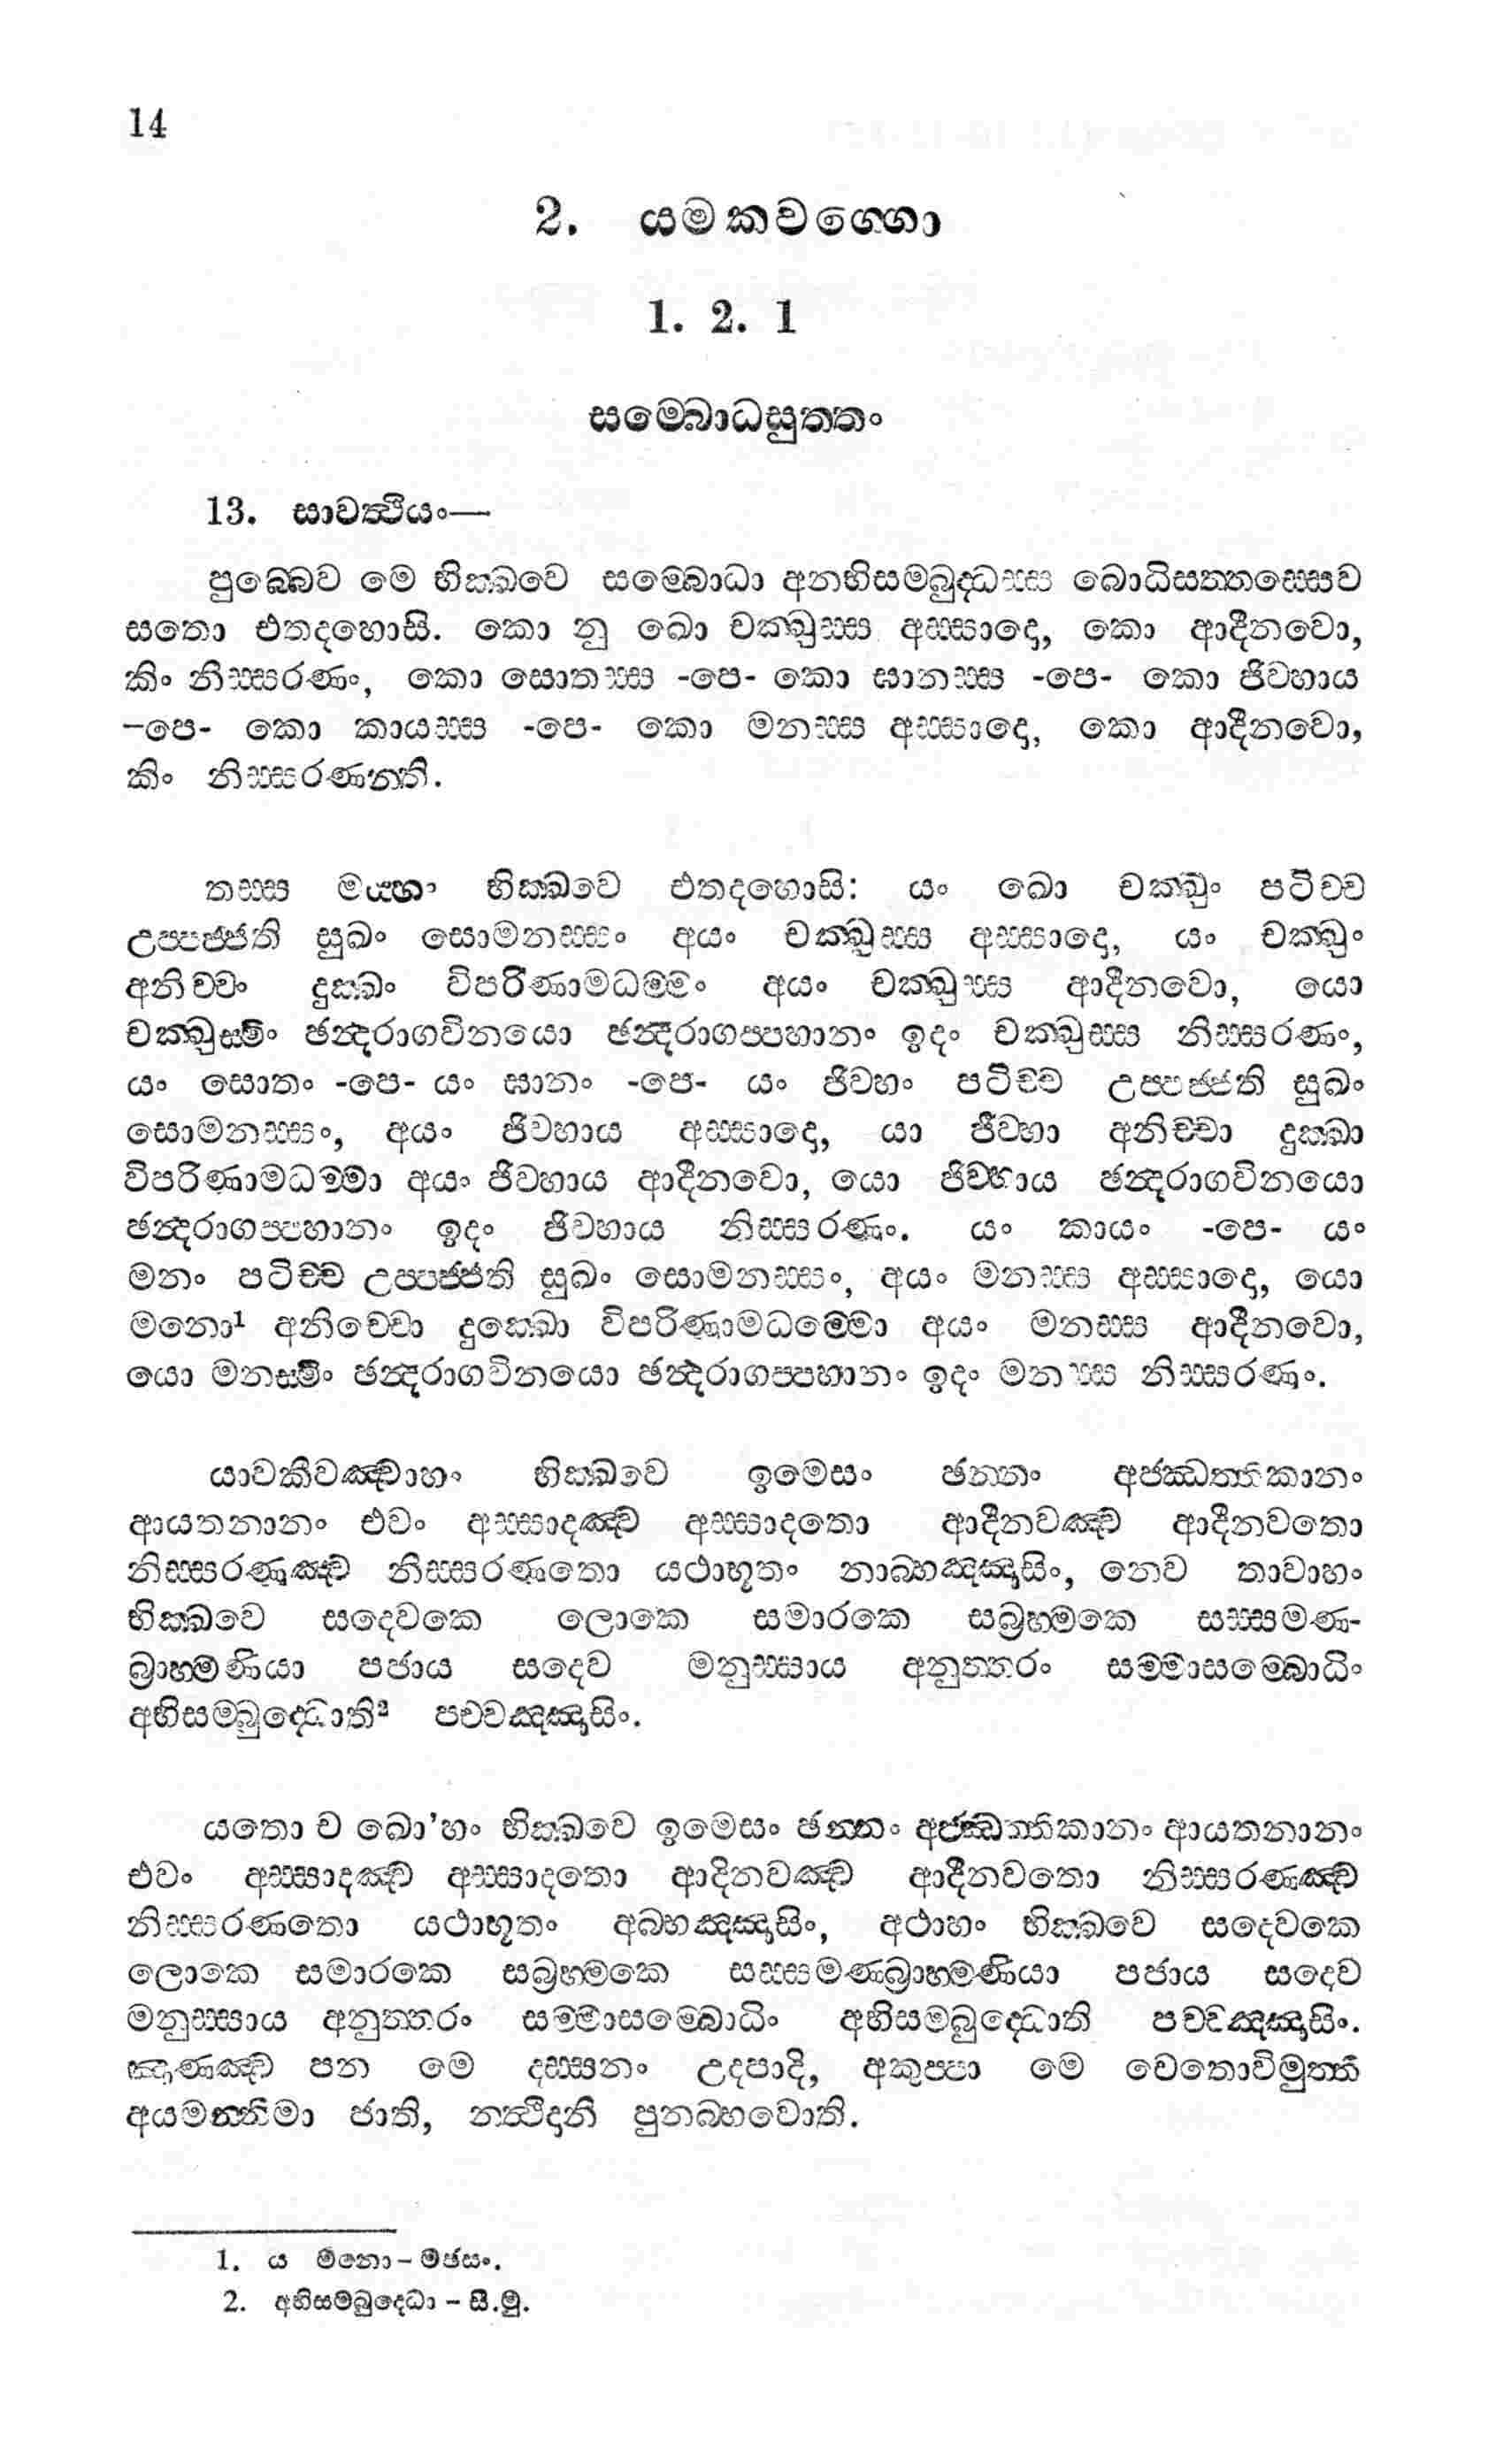 14
2. යමකවග්ගො
1. 2. 1
සම්බොධසුත්තං
13. සාවත්ථියං—
පුබ්බෙව මෙ භික්ඛවෙ සම්බොධා අනභිසම්බුද්ධස්ස බොධිසත්තස්සෙව
සතො එතදහොසි. කො නු ඛො චක්ඛුස්ස අස්සාදො, කො ආදීනවො,
කිං නිස්සරණං, කො සොතස්ස -පෙ- කො ඝානස්ස -පෙ- කො ජිව්හාය
–පෙ- කො කායස්ස -පෙ- කො මනස්ස අස්සාදො, කො ආදීනවො,
කිං නිස්සරණන්ති.
තස්ස මය්හං භික්ඛවෙ එතදහොසි: යං ඛො චක්ඛුං පටිච්ච
උප්පජ්ජති සුඛං සොමනස්සං අයං චක්ඛුස්ස අස්සාදො, යං චක්ඛුං
අනිච්චං දුක්ඛං විපරිණාමධම්මං අයං චක්ඛුස්ස ආදීනවො, යො
චක්ඛුස්මිං ඡන්දරාගවිනයො ඡන්දරාගප්පහානං ඉදං චක්ඛුස්ස නිස්සරණං,
යං සොතං -පෙ- යං ඝානං -පෙ- යං ජිව්හං පටිච්ච උප්පජ්ජති සුඛං
සොමනස්සං, අයං ජිව්හාය අස්සාදො, යා ජීව්හා අනිච්චා දුක්ඛා
විපරිණාමධම්මා අයං ජිව්හාය ආදීනවො, යො ජිව්හාය ඡන්දරාගවිනයො
ඡන්දරාගප්පහානං ඉදං ජිව්හාය නිස්සරණං. යං කායං -පෙ- යං
මනං පටිච්ච උප්පජ්ජති සුඛං සොමනස්සං, අයං මනස්ස අස්සාදො, යො
මනො¹ අනිච්චො දුක්ඛො විපරිණාමධම්මො අයං මනස්ස ආදීනවො,
යො මනස්මිං ඡන්දරාගවිනයො ඡන්දරාගප්පහානං ඉදං මනස්ස නිස්සරණං.
යාවකීවඤ්චාහං භික්ඛවෙ ඉමෙසං ඡන්නං අජ්ඣත්තිකානං
ආයතනානං එවං අස්සාදඤ්ච අස්සාදතො ආදීනවඤ්ච ආදීනවතො
නිස්සරණඤ්ච නිස්සරණතො යථාභූතං නාබ්භඤ්ඤාසිං, නෙව තාවාහං
භික්ඛවෙ සදෙවකෙ ලොකෙ සමාරකෙ සබ්‍රහ්මකෙ සස්සමණ-
බ්‍රාහ්මණියා පජාය සදෙව මනුස්සාය අනුත්තරං සම්මාසම්බොධිං
අභිසම්බුද්ධොති² පච්චඤ්ඤාසිං.
යතො ච ඛො'හං භික්ඛවෙ ඉමෙසං ඡන්නං අජ්ඣත්තිකානං ආයතනානං
එවං අස්සාදඤ්ච අස්සාදතො ආදිනවඤ්ච ආදීනවතො නිස්සරණඤ්ච
නිස්සරණතො යථාභූතං අබ්භඤ්ඤාසිං, අථාහං භික්ඛවෙ සදෙවකෙ
ලොකෙ සමාරකෙ සබ්‍රහ්මකෙ සස්සමණබ්‍රාහ්මණියා පජාය සදෙව
මනුස්සාය අනුත්තරං සම්මාසම්බොධිං අභිසම්බුද්ධොති පච්චඤ්ඤාසිං.
ඤාණඤ්ච පන මෙ දස්සනං උදපාදි, අකුප්පා මෙ චෙතොවිමුත්ති
අයමන්තිමා ජාති, නත්ථිදානි පුනබ්භවොති.
1. ය මනො – මඡසං.
2. අභිසම්බුද්ධො – සී.මු.